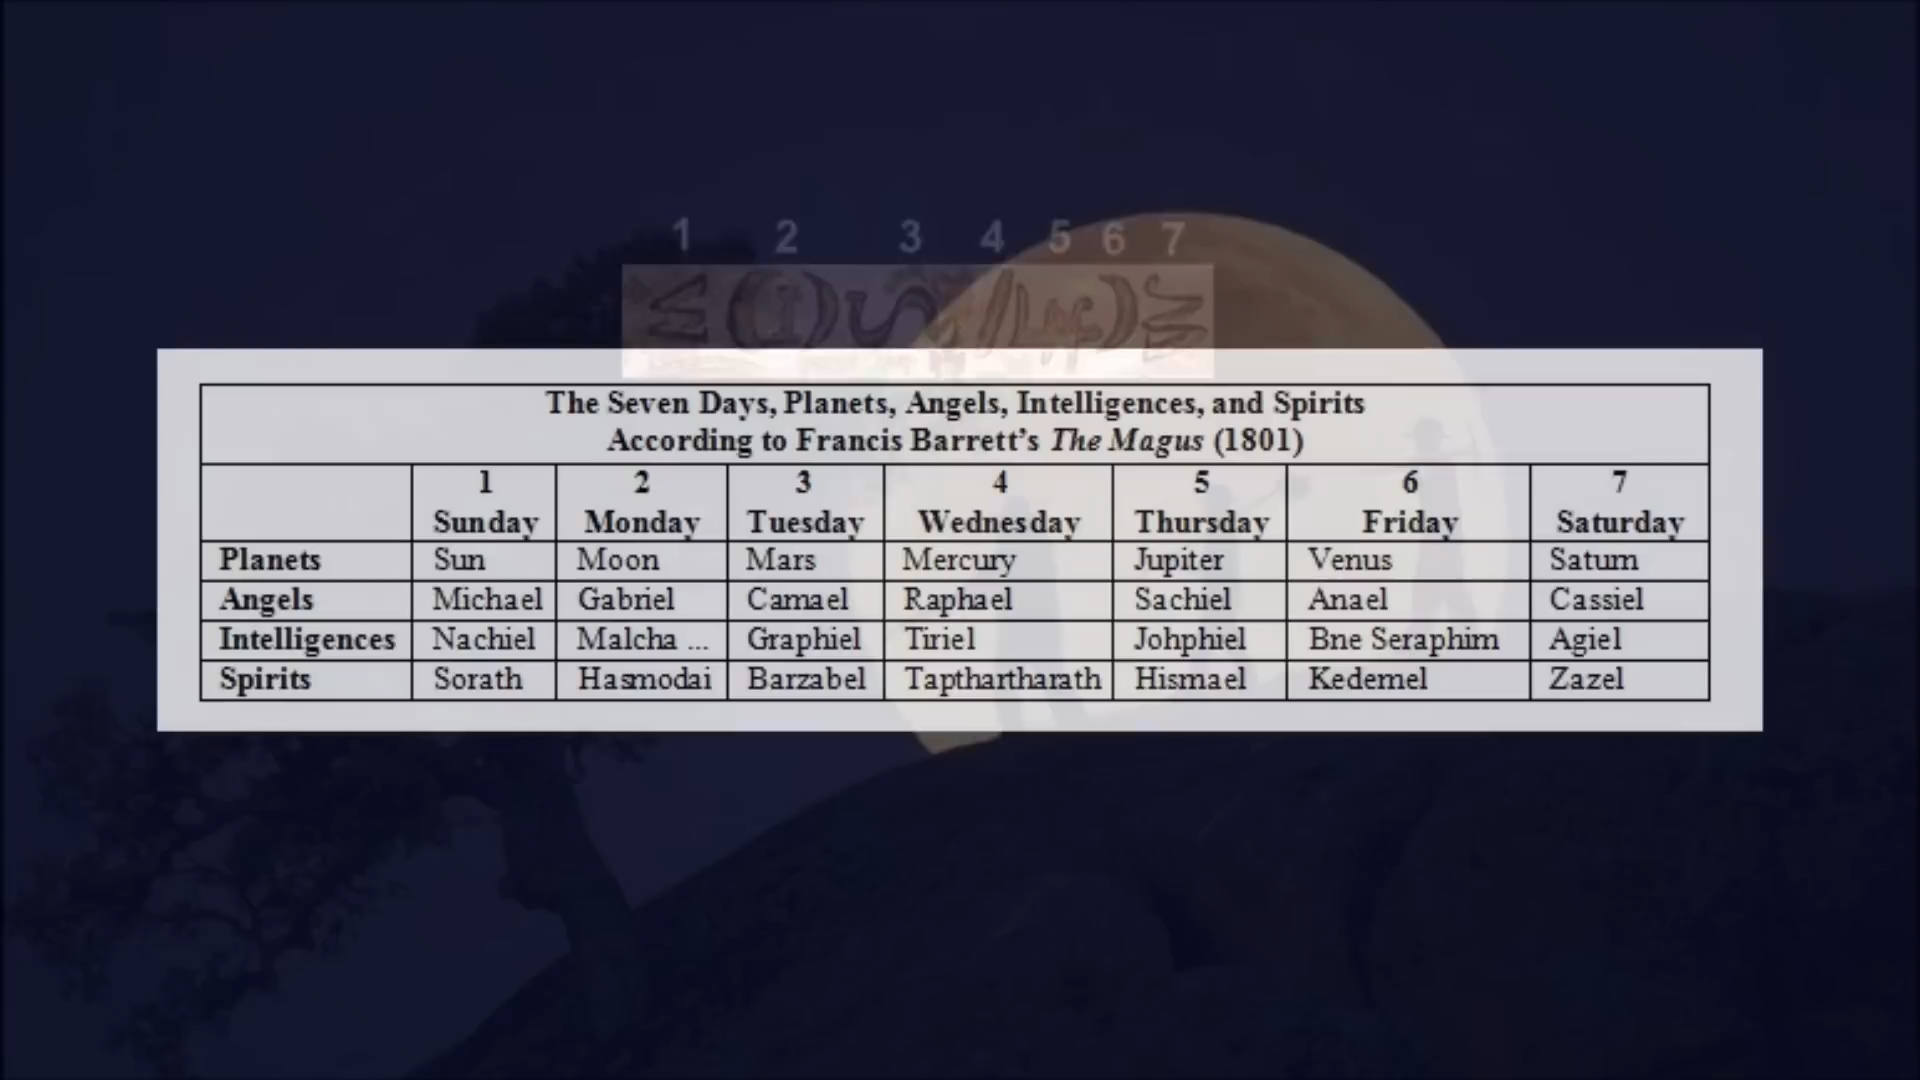 1 2 3 4 5 6 7
The Seven Days, Planets, Angels, Intelligences, and Spirits
According to Francis Barrett's The Magus (1801)
1 2 3 4 5 6 7
Sunday Monday Tuesday Wednesday Thursday Friday Saturday
Planets Sun Moon Mars Mercury Jupiter Venus Saturn
Angels Michael Gabriel Camael Raphael Sachiel Anael Cassiel
Intelligences Nachiel Malcha ... Graphiel Tiriel Johphiel Bne Seraphim Agiel
Spirits Sorath Hasmodai Barzabel Tapthartharath Hismael Kedemel Zazel